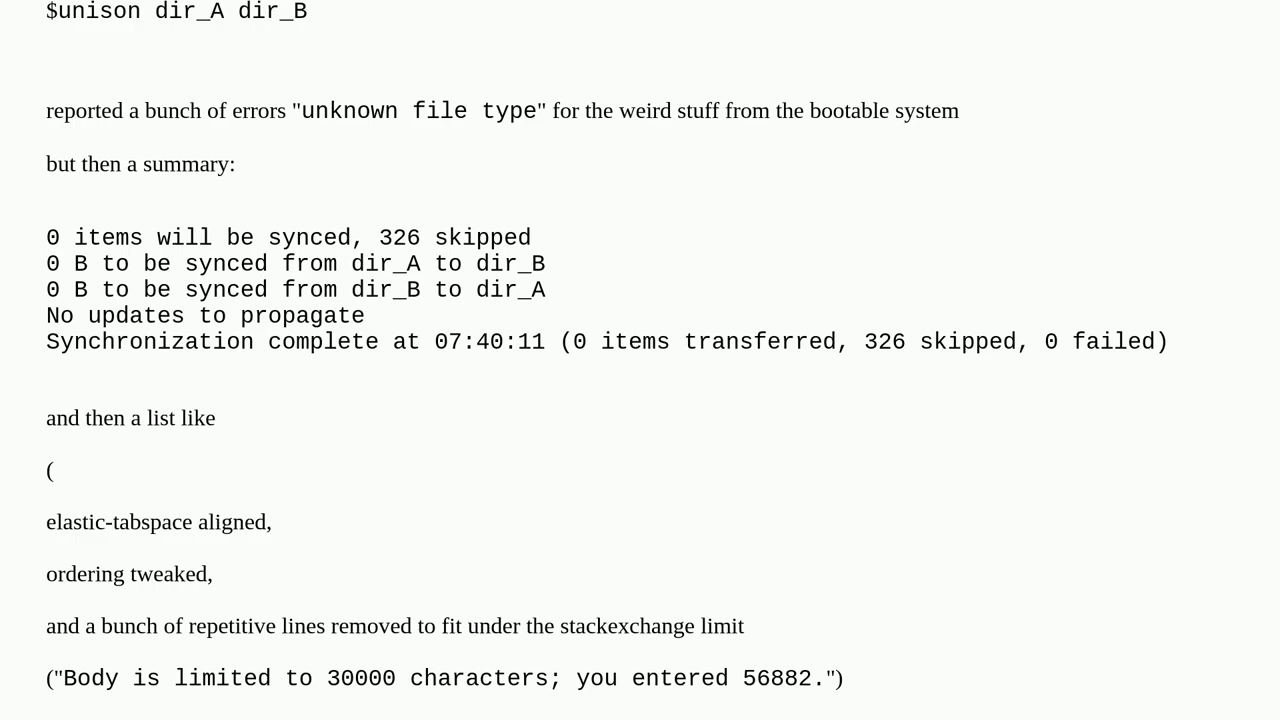 $unison dir_A dir_B
reported a bunch of errors "unknown file type" for the weird stuff from the bootable system
but then a summary:
0 items will be synced, 326 skipped
0 B to be synced from dir_A to dir_B
0 B to be synced from dir_B to dir_A
No updates to propagate
Synchronization complete at 07:40:11 (0 items transferred, 326 skipped, 0 failed)
and then a list like
(
elastic-tabspace aligned,
ordering tweaked,
and a bunch of repetitive lines removed to fit under the stackexchange limit
("Body is limited to 30000 characters; you entered 56882.")